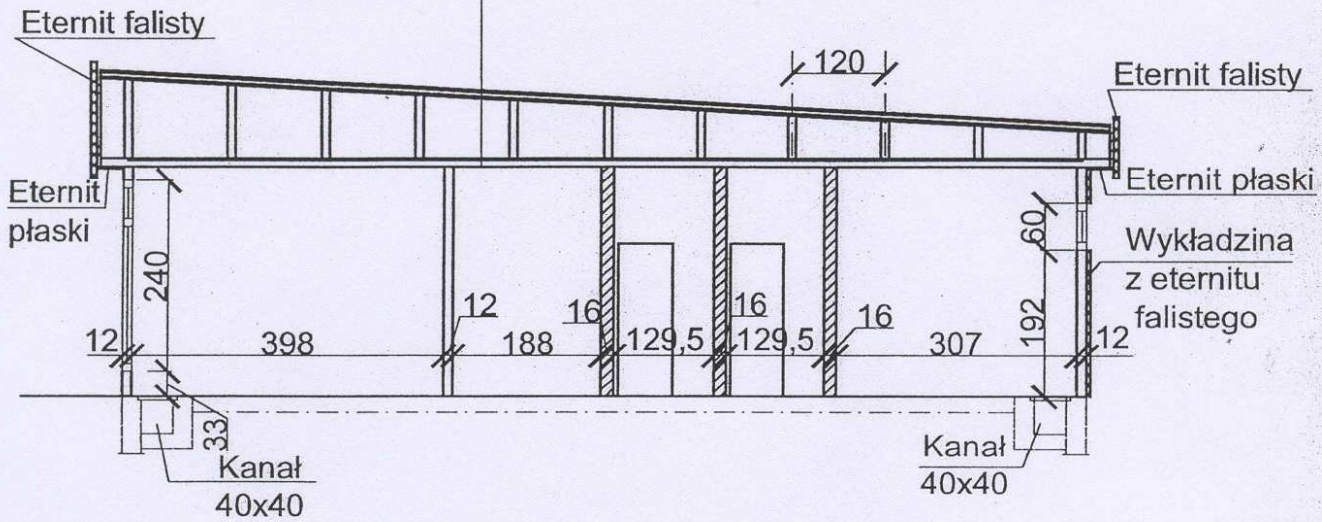 Eternit falisty
120
Eternit falisty
Eternit
płaski
Eternit płaski
240
60
Wykładzina
z eternitu
falistego
192
12
398
12
188
16
129,5
16
129,5
16
307
12
33
Kanał
40x40
Kanał
40x40